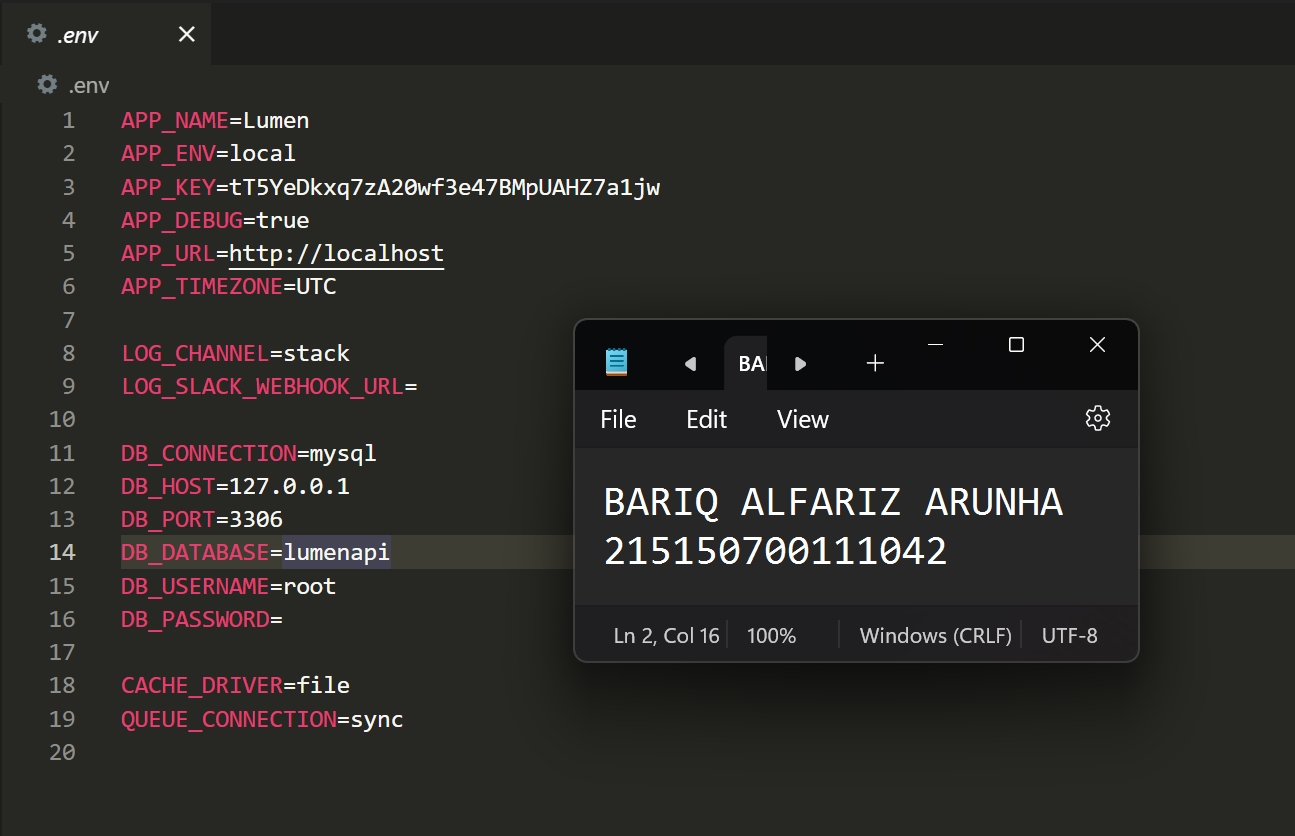 .env
.env
1 APP_NAME=Lumen
2 APP_ENV=local
3 APP_KEY=tT5YeDkxq7zA20wf3e47BMpUAHZ7a1jw
4 APP_DEBUG=true
5 APP_URL=http://localhost
6 APP_TIMEZONE=UTC
7
8 LOG_CHANNEL=stack
9 LOG_SLACK_WEBHOOK_URL=
10
11 DB_CONNECTION=mysql
12 DB_HOST=127.0.0.1
13 DB_PORT=3306
14 DB_DATABASE=lumenapi
15 DB_USERNAME=root
16 DB_PASSWORD=
17
18 CACHE_DRIVER=file
19 QUEUE_CONNECTION=sync
20
BAI
File Edit View
BARIQ ALFARIZ ARUNHA
215150700111042
Ln 2, Col 16 100% Windows (CRLF) UTF-8